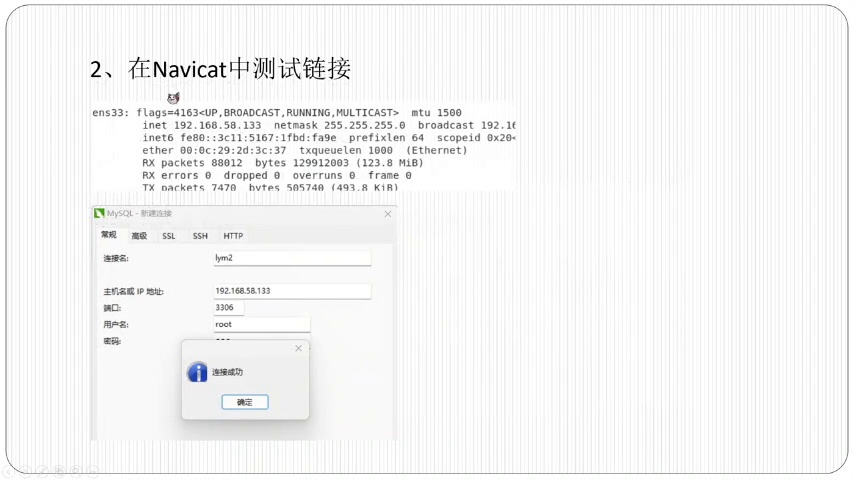 2、在Navicat中测试链接
ens33: flags=4163<UP,BROADCAST,RUNNING,MULTICAST>  mtu 1500
inet 192.168.58.133  netmask 255.255.255.0  broadcast 192.16
inet6 fe80::3c11:5167:1fbd:fa9e  prefixlen 64  scopeid 0x20<
ether 00:0c:29:2d:3c:37  txqueuelen 1000  (Ethernet)
RX packets 88012  bytes 129912003 (123.8 MiB)
RX errors 0  dropped 0  overruns 0  frame 0
TX packets 7470  bytes 505740 (493.8 KiB)
MySQL - 新建连接
常规 高级 SSL SSH HTTP
连接名: lym2
主机名或 IP 地址: 192.168.58.133
端口: 3306
用户名: root
密码:
连接成功
确定